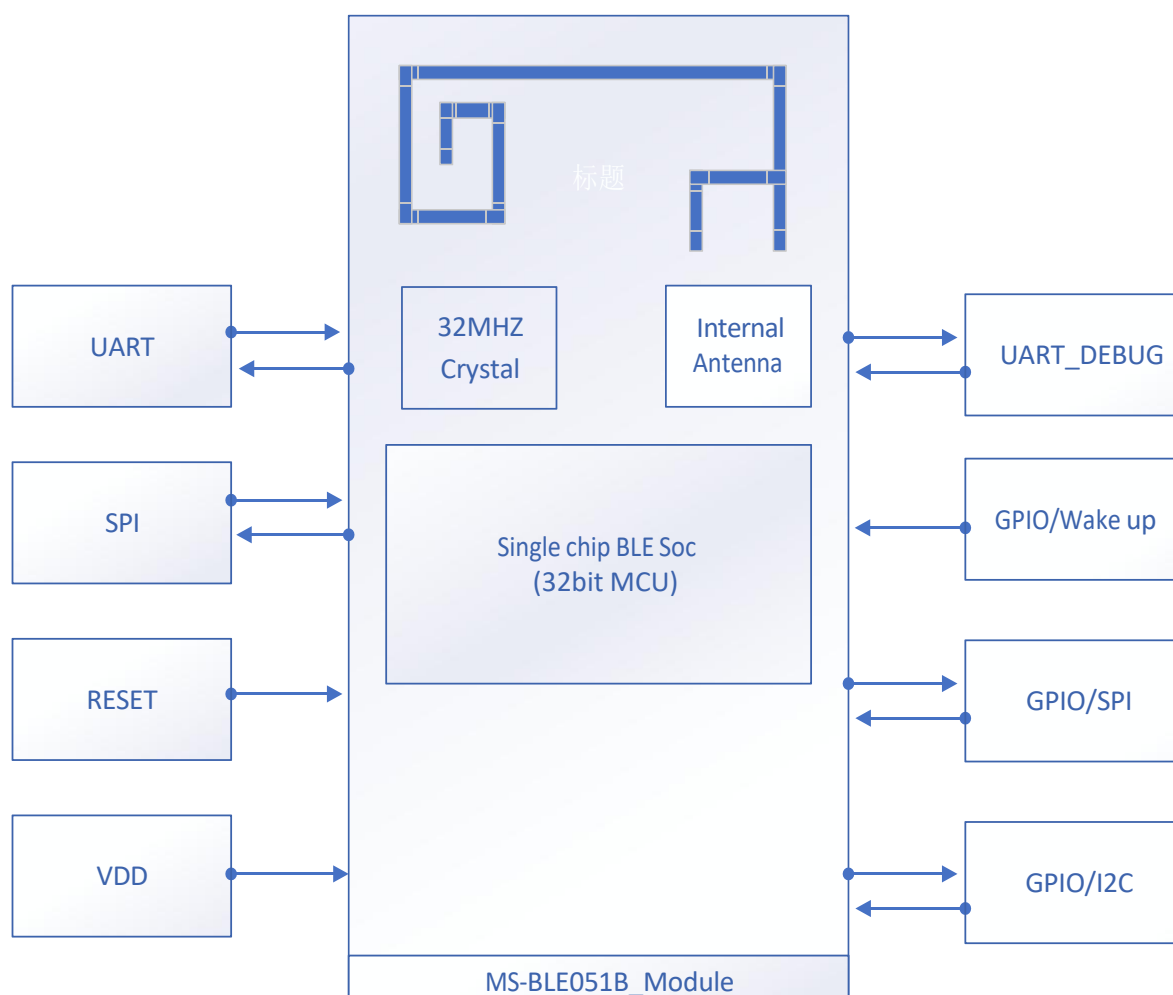 标题
UART
32MHZ
Crystal
Internal
Antenna
UART_DEBUG
SPI
Single chip BLE Soc
(32bit MCU)
GPIO/Wake up
RESET
GPIO/SPI
VDD
GPIO/I2C
MS-BLE051B_Module